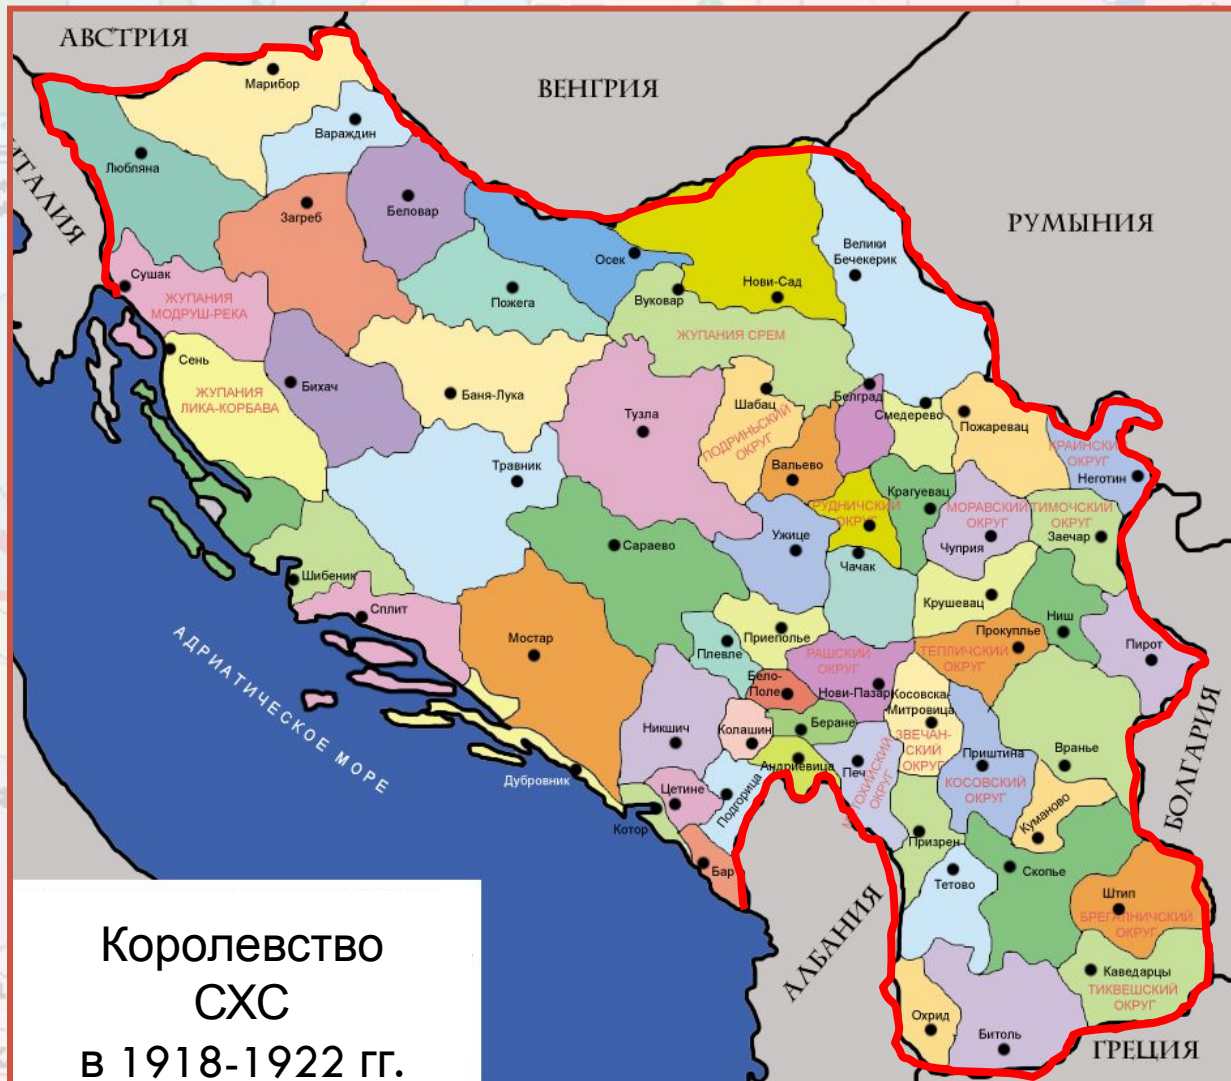 АВСТРИЯ
ВЕНГРИЯ
ИТАЛИЯ
РУМЫНИЯ
Марибор
Вараждин
Любляна
Загреб
Беловар
Осек
Велики
Бечекерик
Сушак
ЖУПАНИЯ
МОДРУШ-РЕКА
Пожега
Вуковар
Нови-Сад
ЖУПАНИЯ СРЕМ
Сень
ЖУПАНИЯ
ЛИКА-КОРБАВА
Бихач
Баня-Лука
Тузла
Шабац
ПОДРИНЬСКИЙ
ОКРУГ
Белград
Смедерево
Пожаревац
КРАИНСКИЙ
ОКРУГ
Неготин
Травник
Вальево
РУДНИЧСКИЙ
ОКРУГ
Крагуевац
МОРАВСКИЙ
ОКРУГ
Чуприя
ТИМОЧСКИЙ
ОКРУГ
Заечар
Сараево
Ужице
Чачак
Шибеник
Сплит
Крушевац
Ниш
Мостар
Плевле
Приеполье
РАШСКИЙ
ОКРУГ
Нови-Пазар
Прокуплье
ТЕПЛИЧСКИЙ
ОКРУГ
Пирот
АДРИАТИЧЕСКОЕ МОРЕ
Бело-
Поле
Косовска-
Митровица
ЗВЕЧАН-
СКИЙ
ОКРУГ
Никшич
Колашин
Беране
Андриевица
Печ
МЕТОХИЙСКИЙ
ОКРУГ
Приштина
КОСОВСКИЙ
ОКРУГ
Вранье
БОЛГАРИЯ
Дубровник
Цетине
Подгорица
Котор
Бар
Куманово
Призрен
Тетово
Скопье
Штип
БРЕГАЛНИЧСКИЙ
ОКРУГ
АЛБАНИЯ
Каведарцы
ТИКВЕШСКИЙ
ОКРУГ
Охрид
Битоль
ГРЕЦИЯ
Королевство
СХС
в 1918-1922 гг.